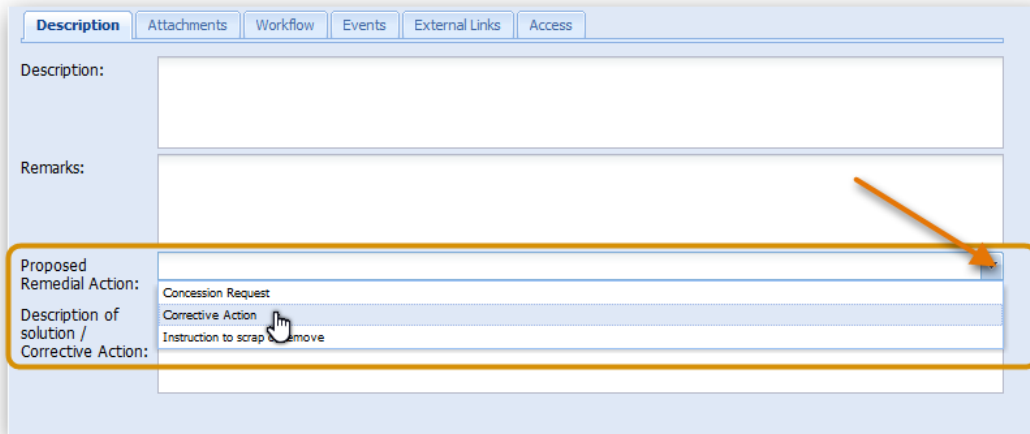 Description Attachments Workflow Events External Links Access
Description:
Remarks:
Proposed
Remedial Action:
Concession Request
Corrective Action
Instruction to scrap remove
Description of
solution /
Corrective Action: